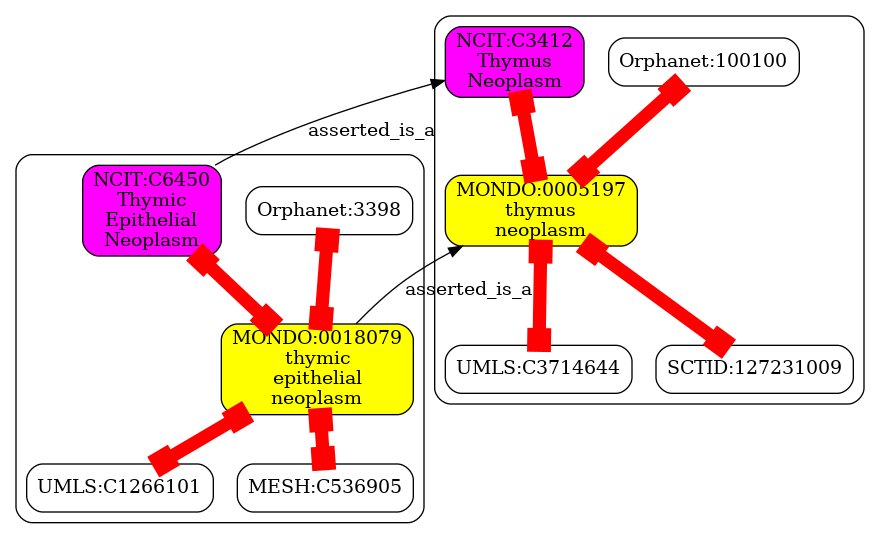 NCIT:C3412
Thymus
Neoplasm
Orphanet:100100
asserted_is_a
NCIT:C6450
Thymic
Epithelial
Neoplasm
Orphanet:3398
MONDO:0005197
thymus
neoplasm
asserted_is_a
MONDO:0018079
thymic
epithelial
neoplasm
UMLS:C3714644
SCTID:127231009
UMLS:C1266101
MESH:C536905